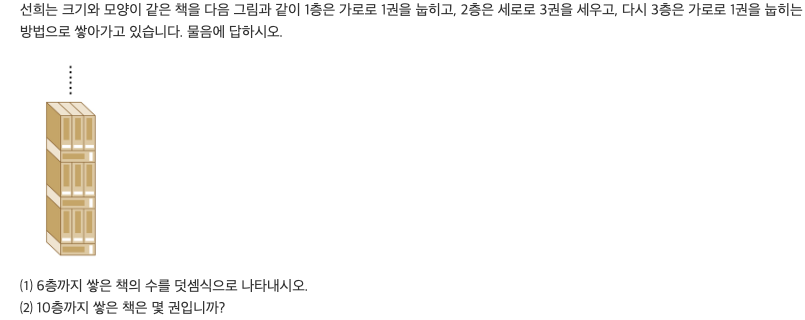 선희는 크기와 모양이 같은 책을 다음 그림과 같이 1층은 가로로 1권을 눕히고, 2층은 세로로 3권을 세우고, 다시 3층은 가로로 1권을 눕히는
방법으로 쌓아가고 있습니다. 물음에 답하시오.
(1) 6층까지 쌓은 책의 수를 덧셈식으로 나타내시오.
(2) 10층까지 쌓은 책은 몇 권입니까?